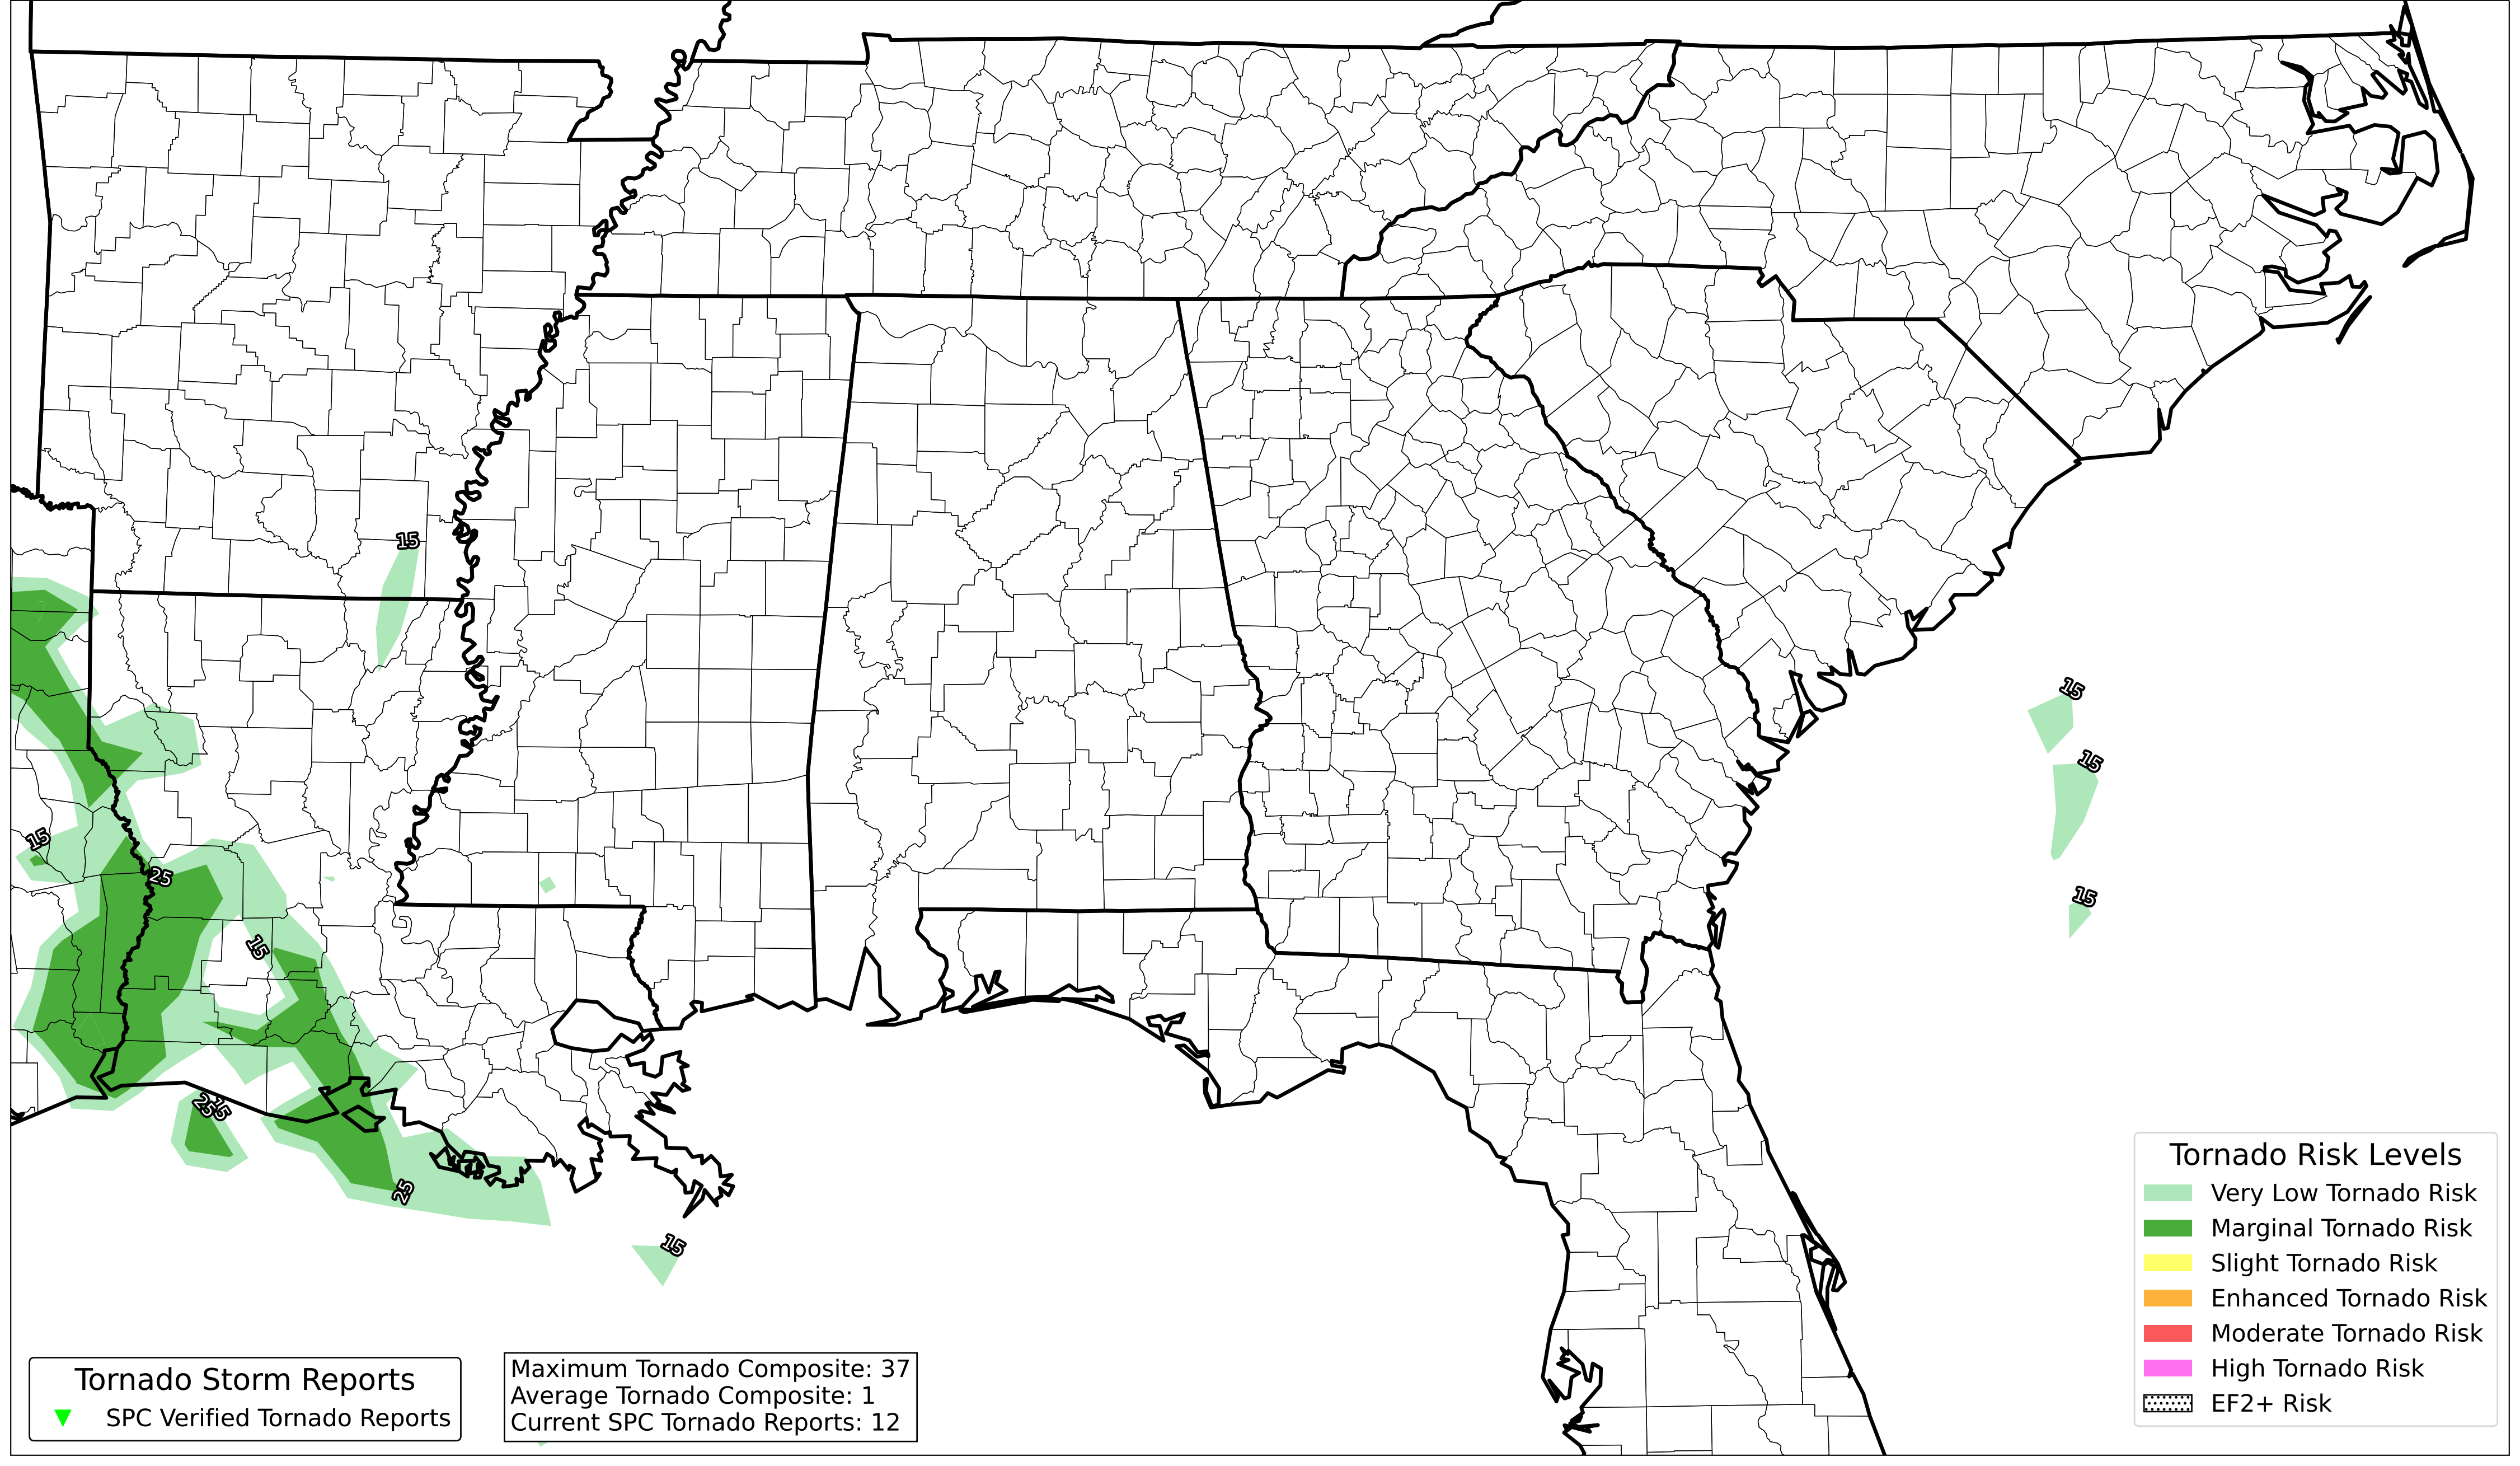 15
15
15
15
25
15
15
25
15
25
15
Tornado Risk Levels
Very Low Tornado Risk
Marginal Tornado Risk
Slight Tornado Risk
Enhanced Tornado Risk
Moderate Tornado Risk
High Tornado Risk
EF2+ Risk
Tornado Storm Reports
SPC Verified Tornado Reports
Maximum Tornado Composite: 37
Average Tornado Composite: 1
Current SPC Tornado Reports: 12